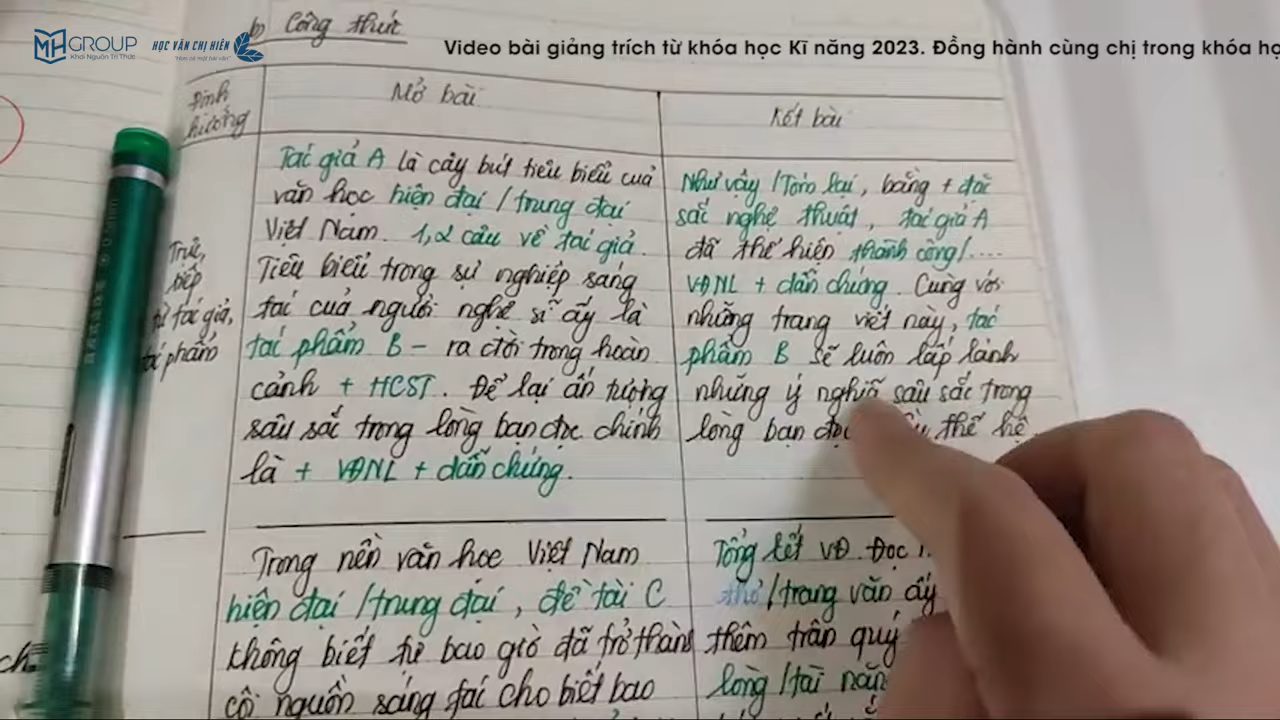 MH GROUP
Khơi Nguồn Tri Thức
HỌC VĂN CHỊ HIÊN
Video bài giảng trích từ khóa học Kĩ năng 2023. Đồng hành cùng chị trong khóa họ
b) Công thức
Định hướng
Mở bài
Kết bài
Trực
tiếp
từ tác giả,
tác phẩm
Tác giả A là cây bút tiêu biểu của
văn học hiện đại / trung đại
Việt Nam. 1,2 câu về tác giả.
Tiêu biểu trong sự nghiệp sáng
tác của người nghệ sĩ ấy là
tác phẩm B - ra đời trong hoàn
cảnh + HCST. Để lại ấn tượng
sâu sắc trong lòng bạn đọc chính
là + VĐNL + dẫn chứng.
Như vậy / Tóm lại, bằng + đặc
sắc nghệ thuật, tác giả A
đã thể hiện thành công/....
VĐNL + dẫn chứng. Cùng với
những trang viết này, tác
phẩm B sẽ luôn lấp lánh
những ý nghĩa sâu sắc trong
lòng bạn đọc thế hệ
Trong nền văn học Việt Nam
hiện đại / trung đại, đề tài C
không biết tự bao giờ đã trở thành
cội nguồn sáng tác cho biết bao
Tổng kết VĐ. Đọc
thơ / trang văn ấy
thêm trân quý
lòng / tài năn